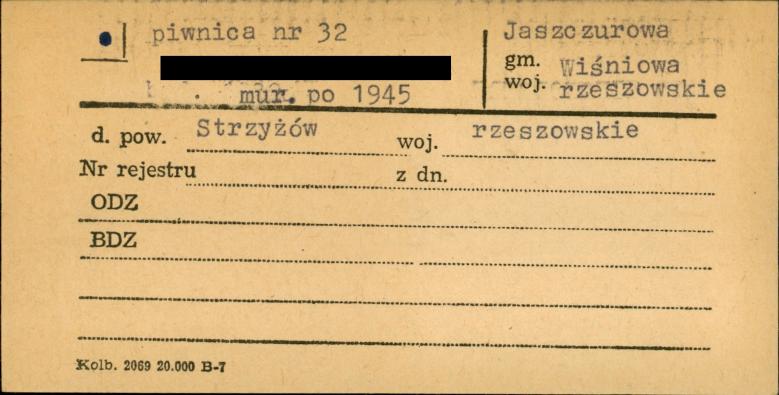 piwnica nr 32
mur. po 1945
Jaszczurowa
gm. Wiśniowa
woj. rzeszowskie
d. pow. Strzyżów woj. rzeszowskie
Nr rejestru z dn.
ODZ
BDZ
Kolb. 2069 20.000 B-7